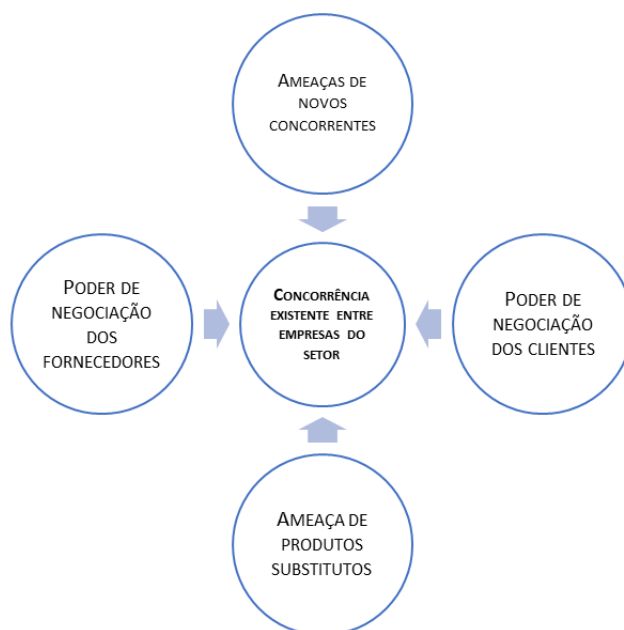 AMEAÇAS DE
NOVOS
CONCORRENTES
PODER DE
NEGOCIAÇÃO
DOS
FORNECEDORES
CONCORRÊNCIA
EXISTENTE ENTRE
EMPRESAS DO
SETOR
PODER DE
NEGOCIAÇÃO
DOS CLIENTES
AMEAÇA DE
PRODUTOS
SUBSTITUTOS